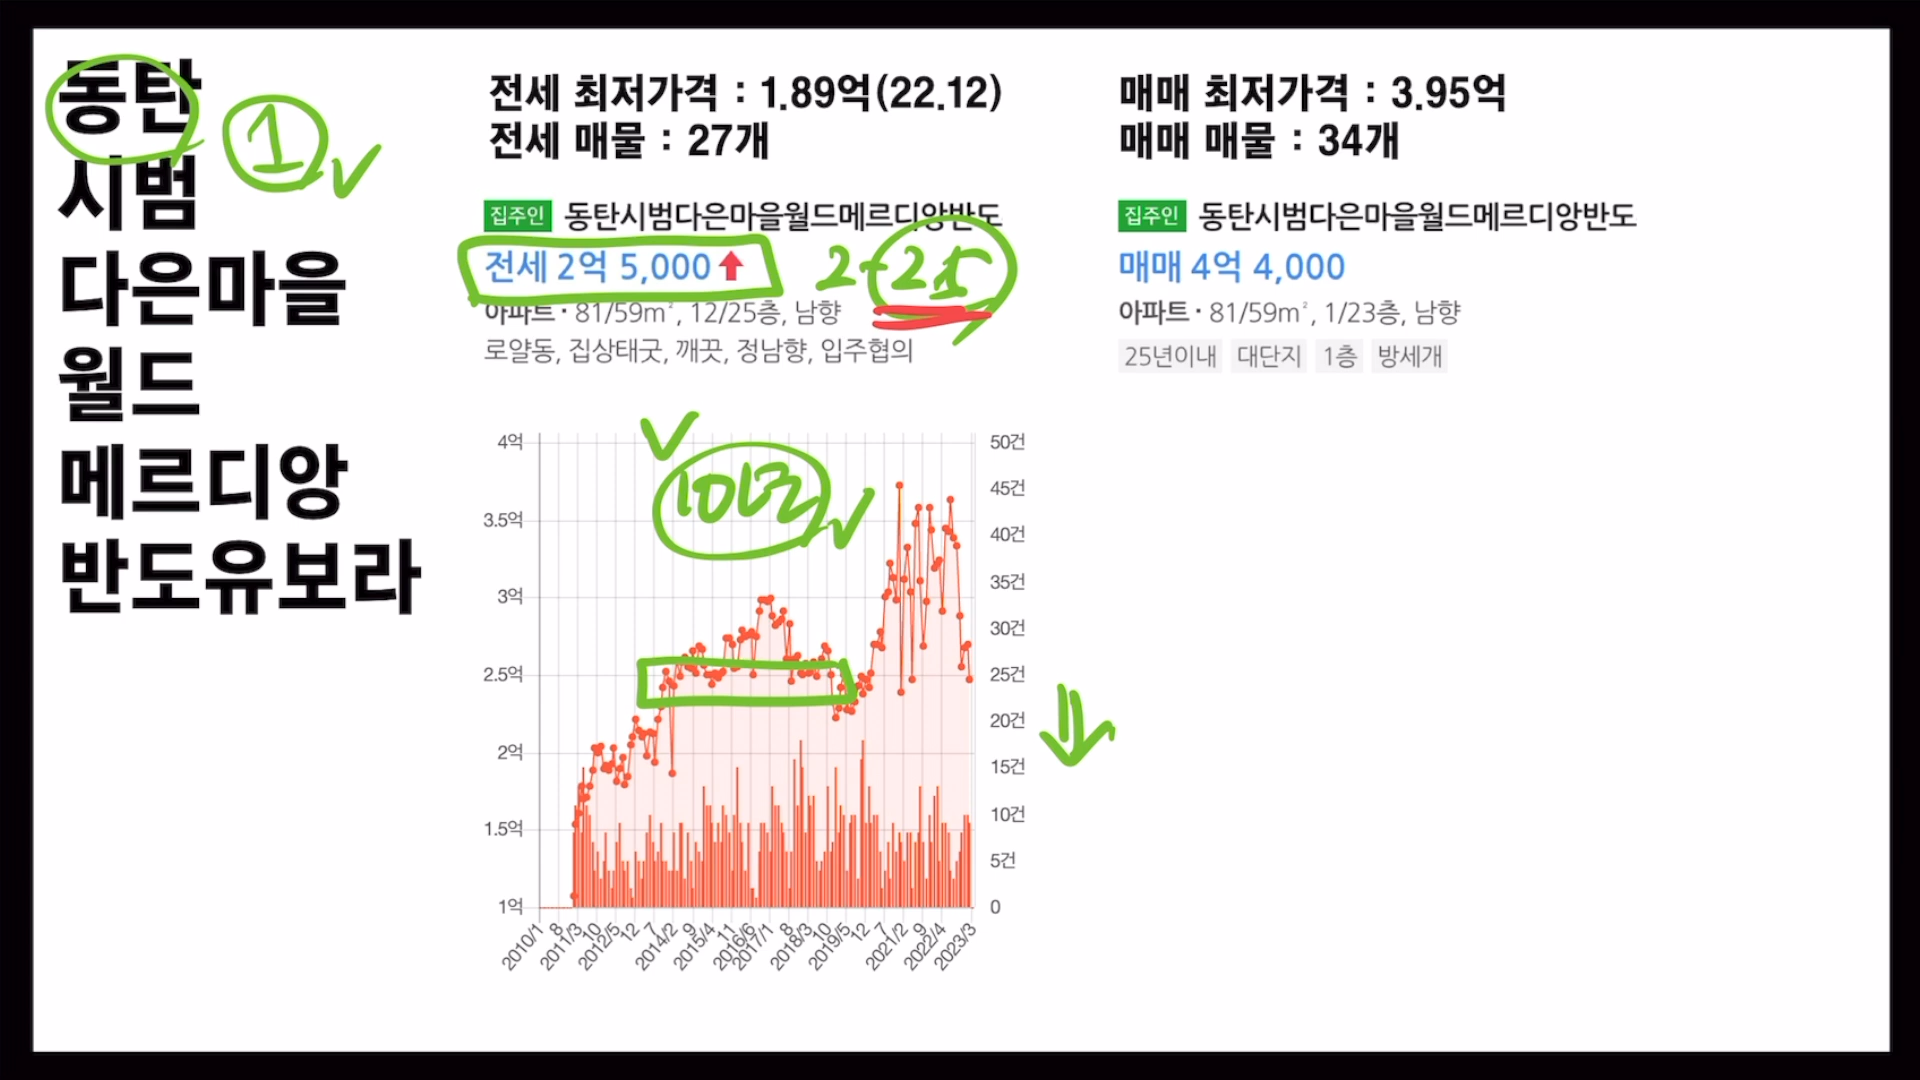 동탄
시범
다은마을
월드
메르디앙
반도유보라
1
전세 최저가격 : 1.89억(22.12)
전세 매물 : 27개
집주인 동탄시범다은마을월드메르디앙반도
전세 2억 5,000
2-2.5
아파트 · 81/59m², 12/25층, 남향
로얄동, 집상태굿, 깨끗, 정남향, 입주협의
매매 최저가격 : 3.95억
매매 매물 : 34개
집주인 동탄시범다은마을월드메르디앙반도
매매 4억 4,000
아파트 · 81/59m², 1/23층, 남향
25년이내 대단지 1층 방세개
10년
4억
3.5억
3억
2.5억
2억
1.5억
1억
50건
45건
40건
35건
30건
25건
20건
15건
10건
5건
0
2010/1 8 2011/3 10 2012/5 12 7 2014/2 9 2015/4 11 2016/6 2017/1 8 2018/3 10 2019/5 12 7 2021/2 9 2022/4 2023/3